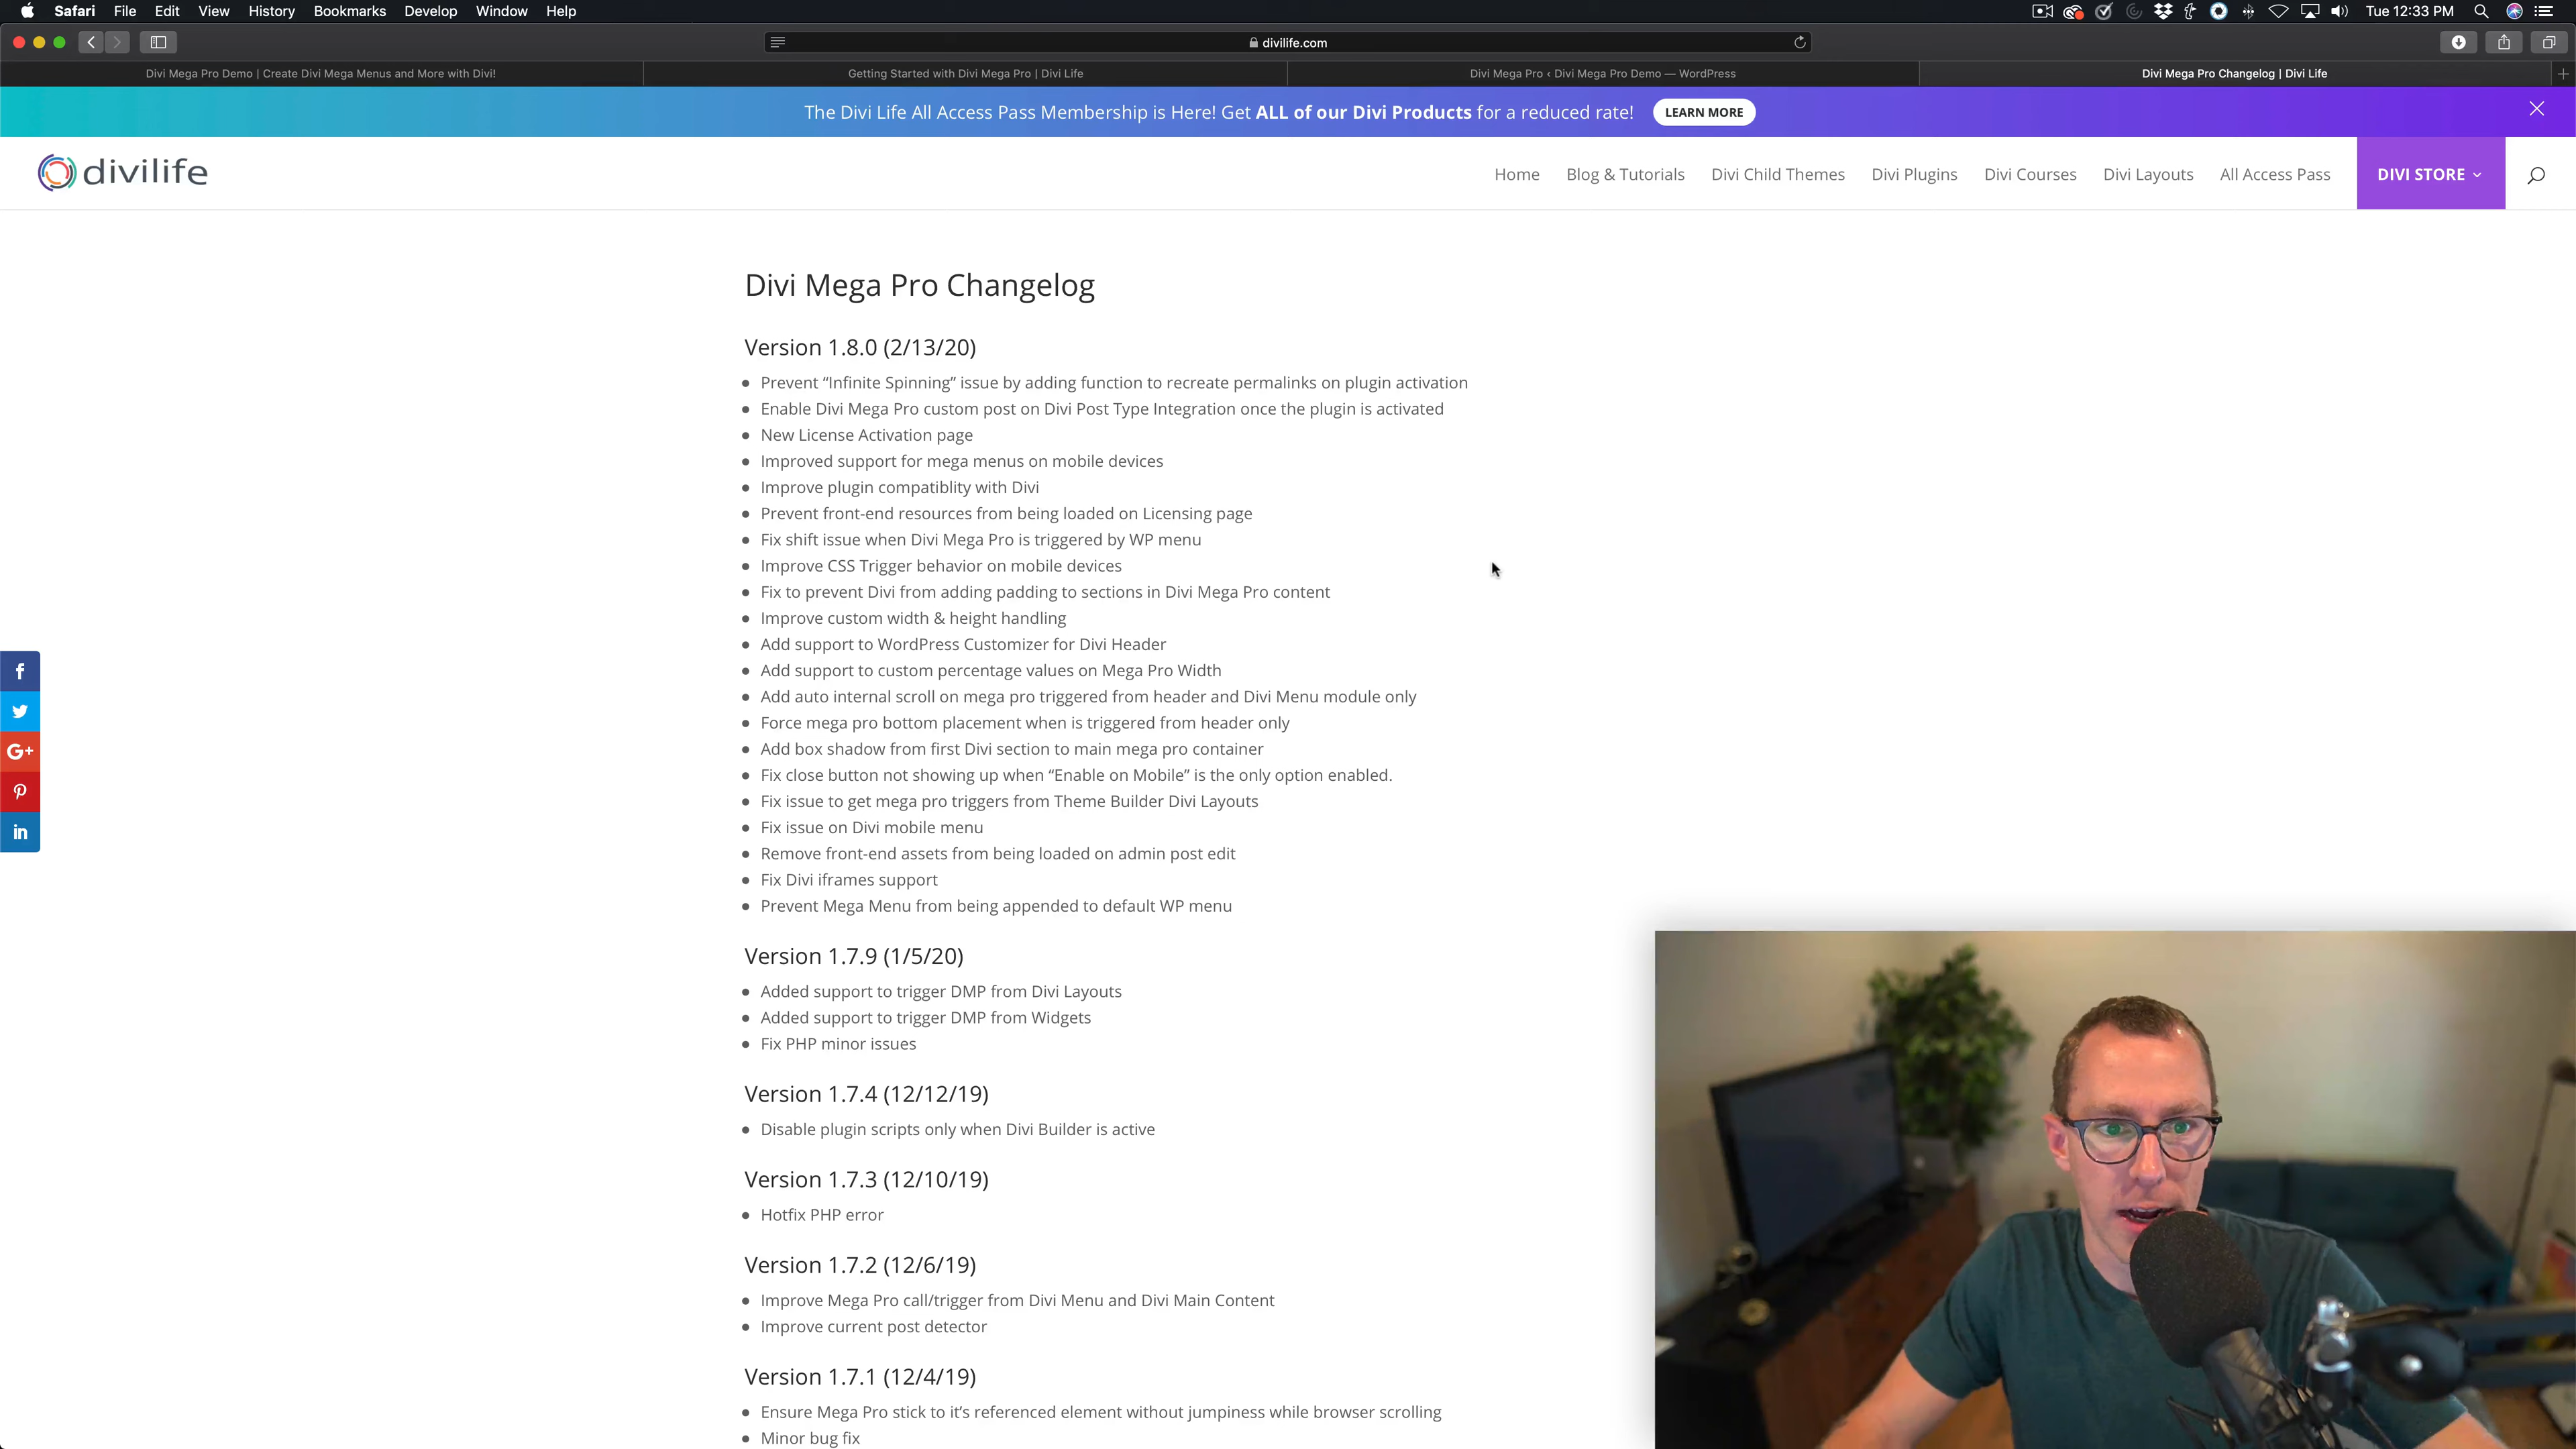 Safari File Edit View History Bookmarks Develop Window Help Tue 12:33 PM
divilife.com
Divi Mega Pro Demo | Create Divi Mega Menus and More with Divi! Getting Started with Divi Mega Pro | Divi Life Divi Mega Pro ‹ Divi Mega Pro Demo — WordPress Divi Mega Pro Changelog | Divi Life
The Divi Life All Access Pass Membership is Here! Get ALL of our Divi Products for a reduced rate! LEARN MORE
divilife Home Blog & Tutorials Divi Child Themes Divi Plugins Divi Courses Divi Layouts All Access Pass DIVI STORE
Divi Mega Pro Changelog
Version 1.8.0 (2/13/20)
Prevent “Infinite Spinning” issue by adding function to recreate permalinks on plugin activation
Enable Divi Mega Pro custom post on Divi Post Type Integration once the plugin is activated
New License Activation page
Improved support for mega menus on mobile devices
Improve plugin compatiblity with Divi
Prevent front-end resources from being loaded on Licensing page
Fix shift issue when Divi Mega Pro is triggered by WP menu
Improve CSS Trigger behavior on mobile devices
Fix to prevent Divi from adding padding to sections in Divi Mega Pro content
Improve custom width & height handling
Add support to WordPress Customizer for Divi Header
Add support to custom percentage values on Mega Pro Width
Add auto internal scroll on mega pro triggered from header and Divi Menu module only
Force mega pro bottom placement when is triggered from header only
Add box shadow from first Divi section to main mega pro container
Fix close button not showing up when “Enable on Mobile” is the only option enabled.
Fix issue to get mega pro triggers from Theme Builder Divi Layouts
Fix issue on Divi mobile menu
Remove front-end assets from being loaded on admin post edit
Fix Divi iframes support
Prevent Mega Menu from being appended to default WP menu
Version 1.7.9 (1/5/20)
Added support to trigger DMP from Divi Layouts
Added support to trigger DMP from Widgets
Fix PHP minor issues
Version 1.7.4 (12/12/19)
Disable plugin scripts only when Divi Builder is active
Version 1.7.3 (12/10/19)
Hotfix PHP error
Version 1.7.2 (12/6/19)
Improve Mega Pro call/trigger from Divi Menu and Divi Main Content
Improve current post detector
Version 1.7.1 (12/4/19)
Ensure Mega Pro stick to it’s referenced element without jumpiness while browser scrolling
Minor bug fix
f
G+
in